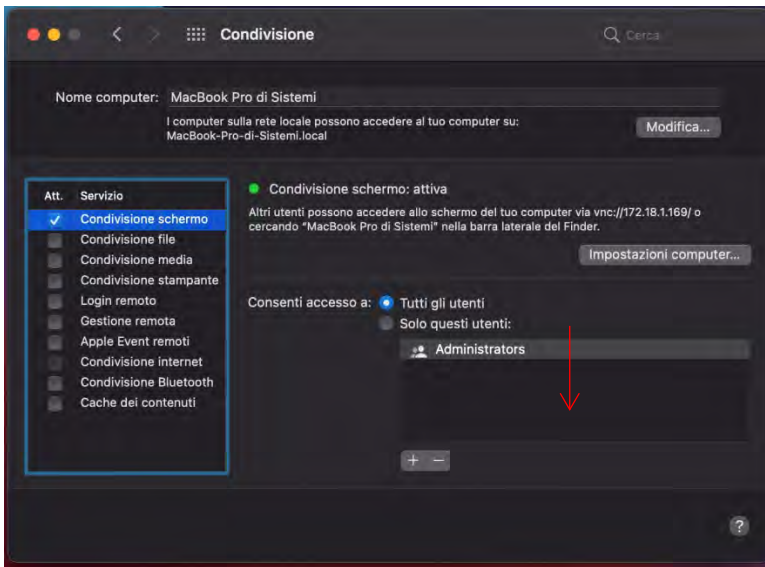 Condivisione
Cerca
Nome computer: MacBook Pro di Sistemi
I computer sulla rete locale possono accedere al tuo computer su:
MacBook-Pro-di-Sistemi.local
Modifica...
Att. Servizio
Condivisione schermo
Condivisione file
Condivisione media
Condivisione stampante
Login remoto
Gestione remota
Apple Event remoti
Condivisione internet
Condivisione Bluetooth
Cache dei contenuti
Condivisione schermo: attiva
Altri utenti possono accedere allo schermo del tuo computer via vnc://172.18.1.169/ o
cercando “MacBook Pro di Sistemi” nella barra laterale del Finder.
Impostazioni computer...
Consenti accesso a: Tutti gli utenti
Solo questi utenti:
Administrators
+ −
?